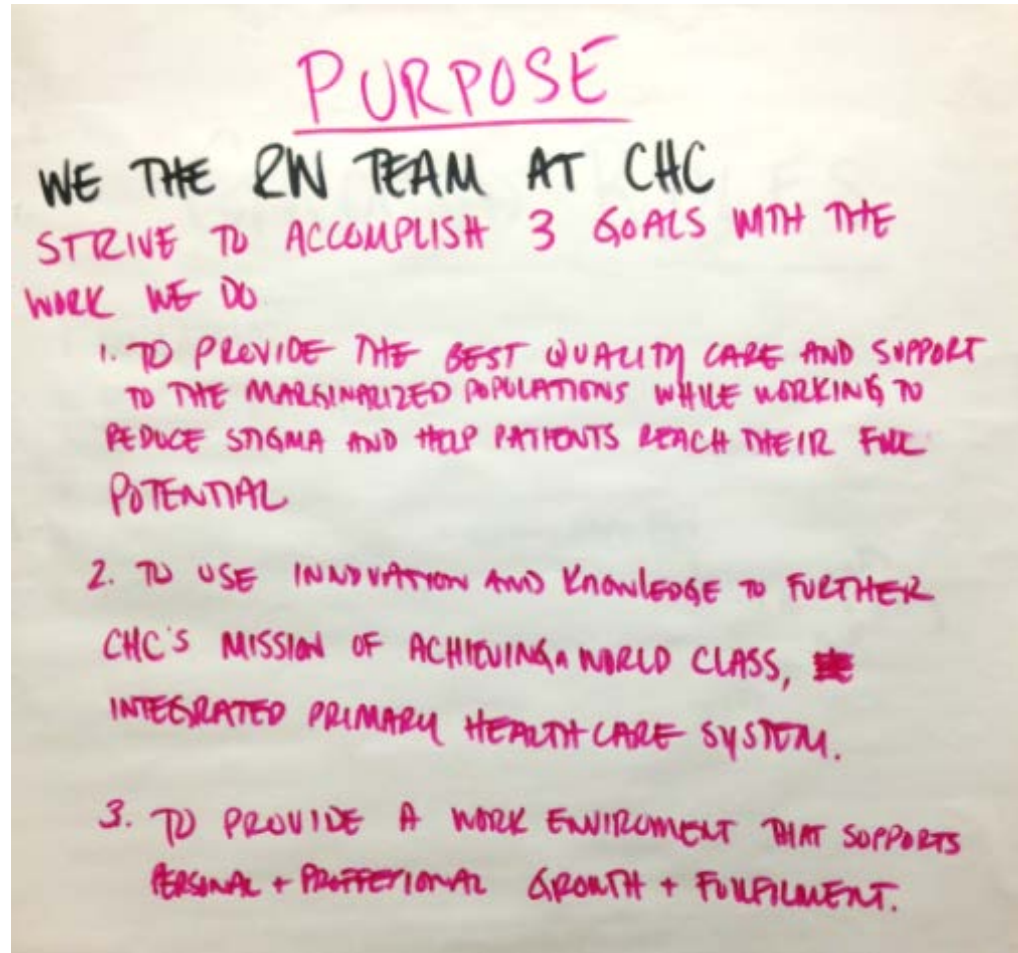 PURPOSE
WE THE RW TEAM AT CHC
STRIVE TO ACCOMPLISH 3 GOALS WITH THE
WORK WE DO
1. TO PROVIDE THE BEST QUALITY CARE AND SUPPORT
TO THE MARGINARLIZED POPULATIONS WHILE WORKING TO
REDUCE STIGMA AND HELP PATIENTS REACH THEIR FULL
POTENTIAL
2. TO USE INNOVATION AND KNOWLEDGE TO FURTHER
CHC'S MISSION OF ACHIEVING A WORLD CLASS,
INTEGRATED PRIMARY HEALTH CARE SYSTEM.
3. TO PROVIDE A WORK ENVIROMENT THAT SUPPORTS
PERSONAL + PROFFETIONAL GROWTH + FULFILMENT.